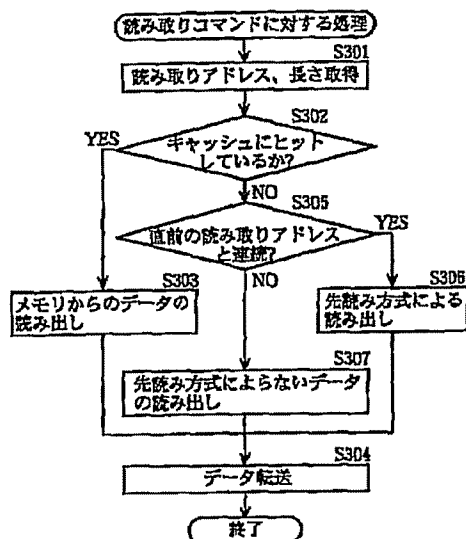 読み取りコマンドに対する処理
S301
読み取りアドレス、長さ取得
S302
キャッシュにヒット
しているか?
YES
NO
S305
直前の読み取りアドレス
と連続?
YES
NO
S303
メモリからのデータの
読み出し
S306
先読み方式による
読み出し
S307
先読み方式によらないデータ
の読み出し
S304
データ転送
終了